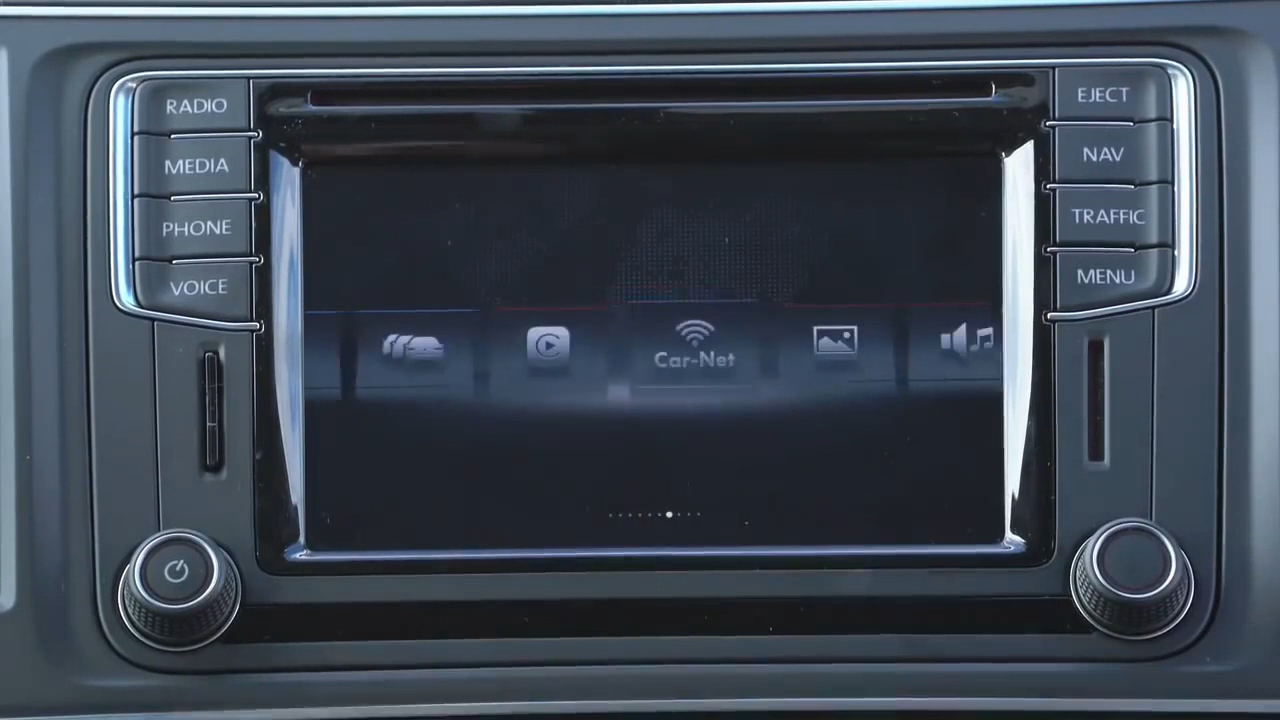 RADIO
MEDIA
PHONE
VOICE
EJECT
NAV
TRAFFIC
MENU
Car-Net